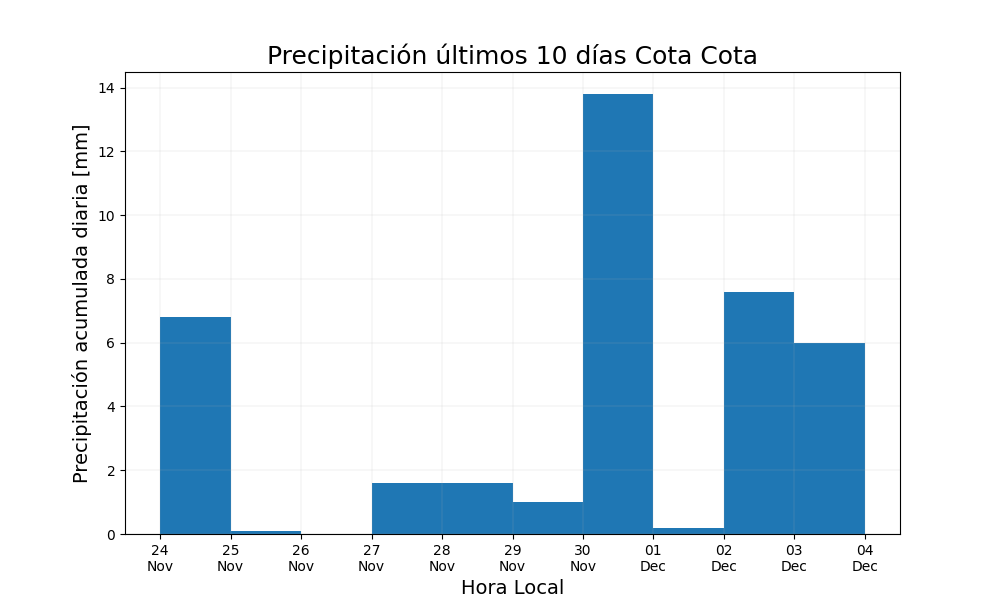 Precipitación últimos 10 días Cota Cota
Precipitación acumulada diaria [mm]
14
12
10
8
6
4
2
0
24 25 26 27 28 29 30 01 02 03 04
Nov Nov Nov Nov Nov Nov Nov Dec Dec Dec Dec
Hora Local